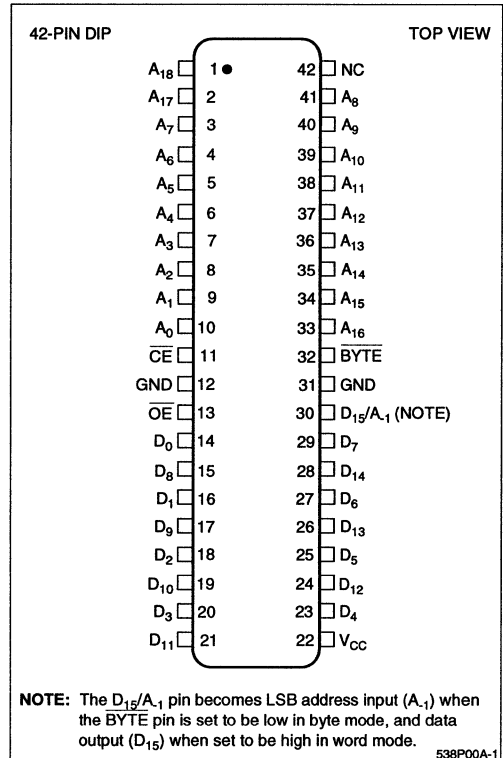 42-PIN DIP TOP VIEW
A18 1 42 NC
A17 2 41 A8
A7 3 40 A9
A6 4 39 A10
A5 5 38 A11
A4 6 37 A12
A3 7 36 A13
A2 8 35 A14
A1 9 34 A15
A0 10 33 A16
CE 11 32 BYTE
GND 12 31 GND
OE 13 30 D15/A-1 (NOTE)
D0 14 29 D7
D8 15 28 D14
D1 16 27 D6
D9 17 26 D13
D2 18 25 D5
D10 19 24 D12
D3 20 23 D4
D11 21 22 VCC
NOTE: The D15/A-1 pin becomes LSB address input (A-1) when
the BYTE pin is set to be low in byte mode, and data
output (D15) when set to be high in word mode.
538P00A-1